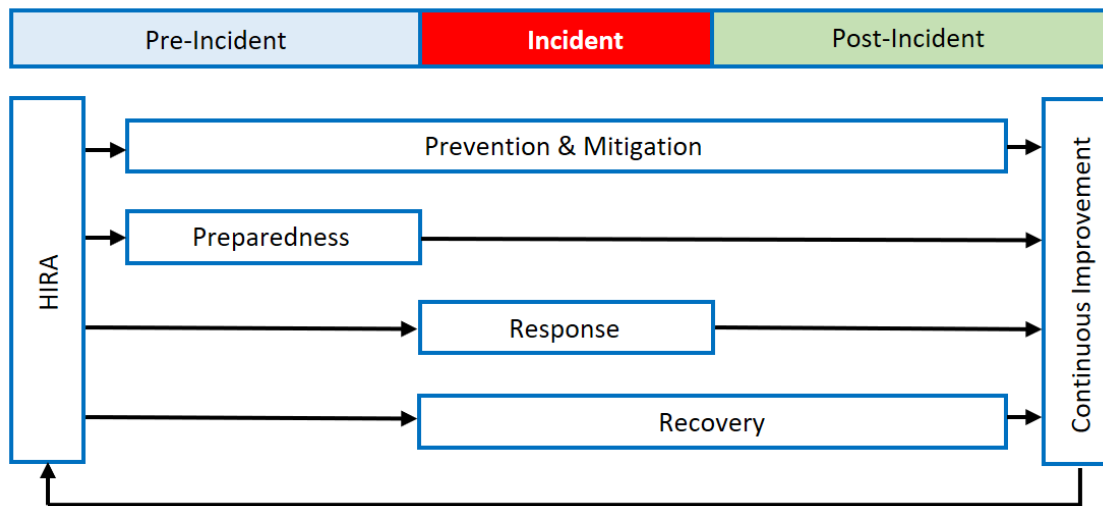 Pre-Incident
Incident
Post-Incident
HIRA
Prevention & Mitigation
Preparedness
Response
Recovery
Continuous Improvement